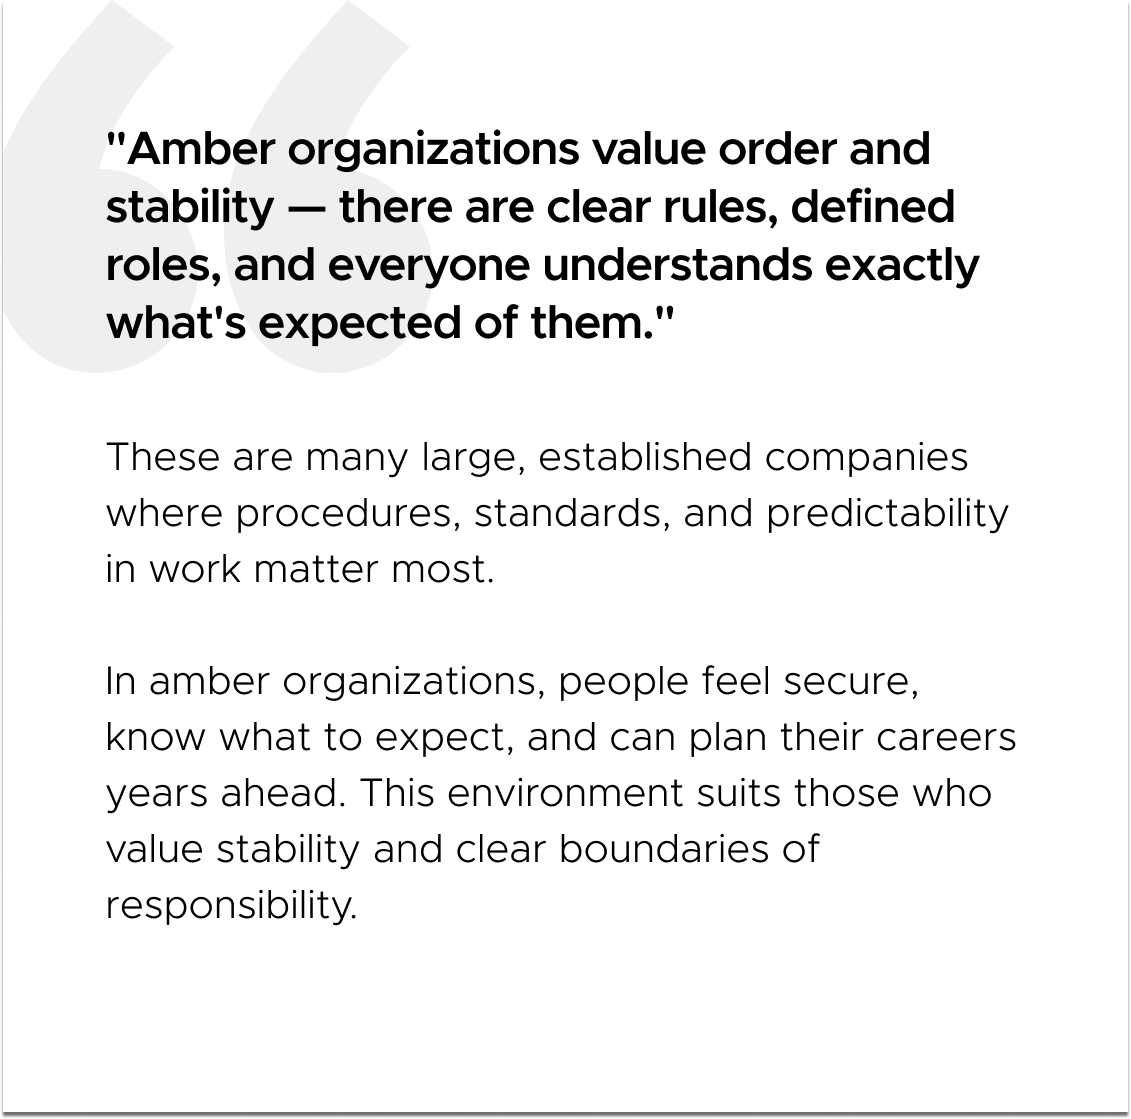 "Amber organizations value order and
stability — there are clear rules, defined
roles, and everyone understands exactly
what's expected of them."
These are many large, established companies
where procedures, standards, and predictability
in work matter most.
In amber organizations, people feel secure,
know what to expect, and can plan their careers
years ahead. This environment suits those who
value stability and clear boundaries of
responsibility.